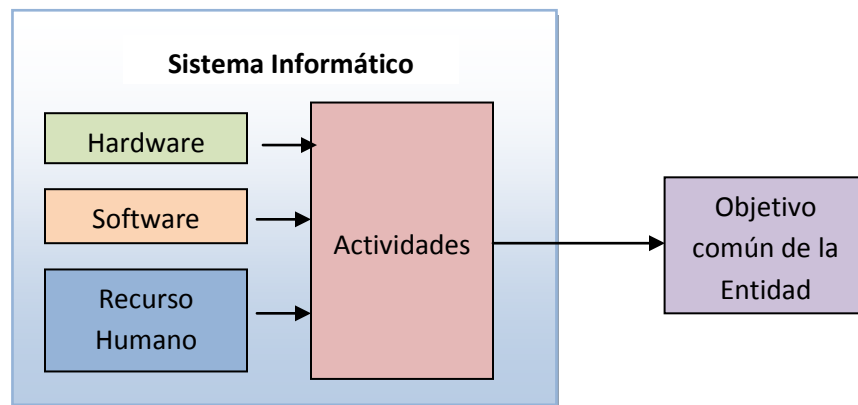 Sistema Informático
Hardware
Software
Recurso
Humano
Actividades
Objetivo
común de la
Entidad